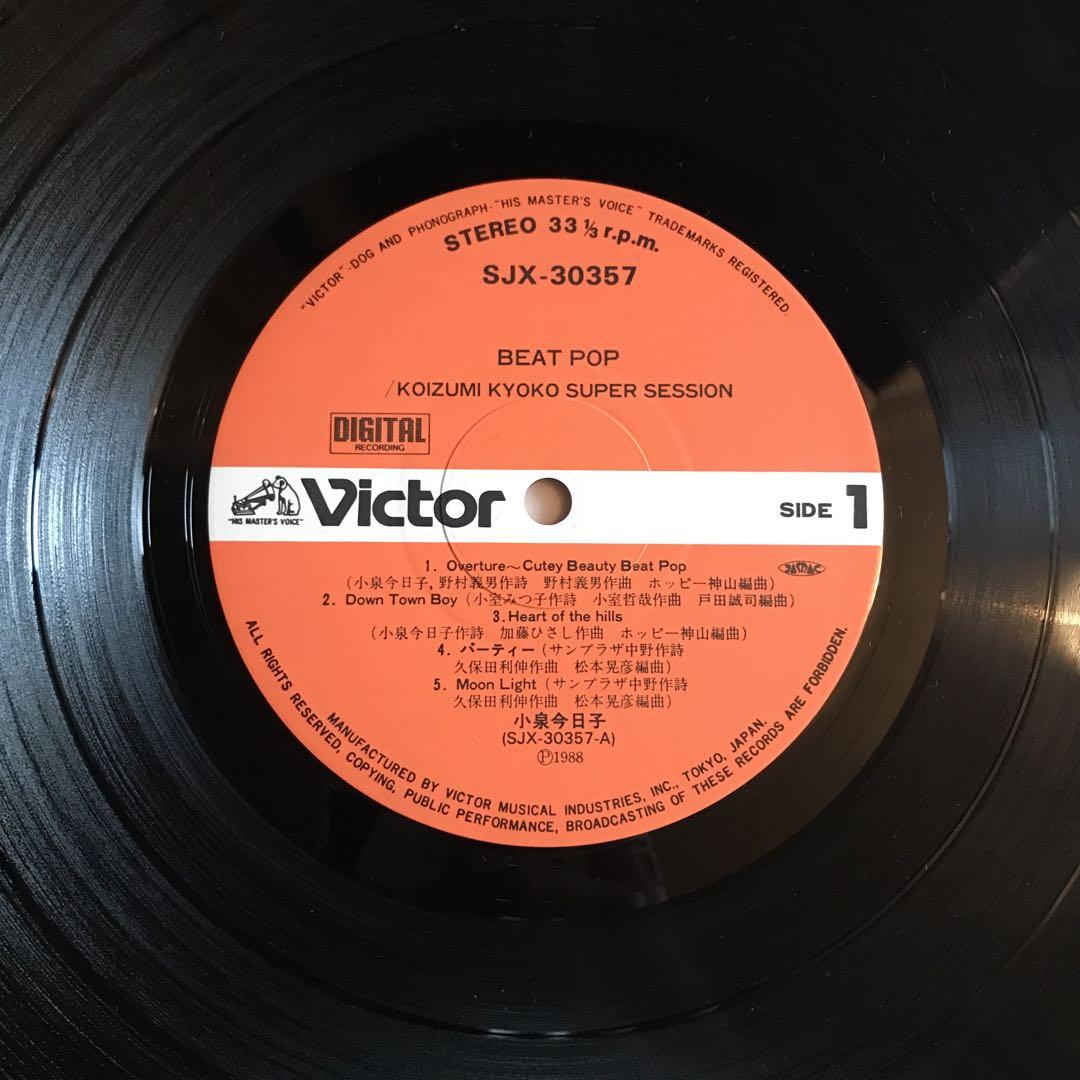 "VICTOR"-DOG AND PHONOGRAPH-"HIS MASTER'S VOICE" TRADEMARKS REGISTERED.
STEREO 33 ⅓ r.p.m.
SJX-30357
BEAT POP
/KOIZUMI KYOKO SUPER SESSION
DIGITAL
RECORDING
"HIS MASTER'S VOICE"
Victor
SIDE 1
1. Overture～Cutey Beauty Beat Pop
JASRAC
(小泉今日子, 野村義男作詩 野村義男作曲 ホッピー神山編曲)
2. Down Town Boy (小室みつ子作詩 小室哲哉作曲 戸田誠司編曲)
3. Heart of the hills
(小泉今日子作詩 加藤ひさし作曲 ホッピー神山編曲)
4. パーティー (サンプラザ中野作詩
久保田利伸作曲 松本晃彦編曲)
5. Moon Light (サンプラザ中野作詩
久保田利伸作曲 松本晃彦編曲)
小泉今日子
(SJX-30357-A)
Ⓟ1988
MANUFACTURED BY VICTOR MUSICAL INDUSTRIES, INC., TOKYO, JAPAN.
ALL RIGHTS RESERVED, COPYING, PUBLIC PERFORMANCE, BROADCASTING OF THESE RECORDS ARE FORBIDDEN.